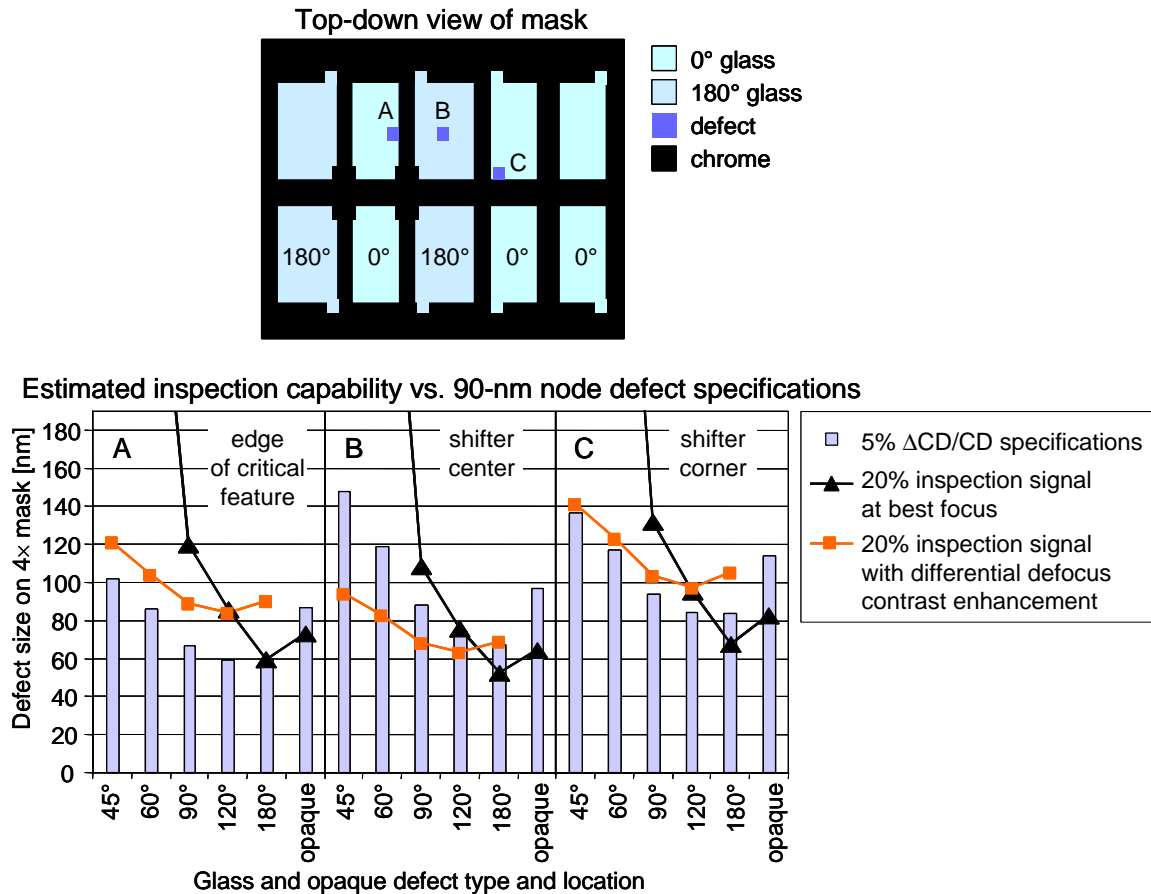 Top-down view of mask
A
B
C
180°
0°
180°
0°
0°
0° glass
180° glass
defect
chrome
Estimated inspection capability vs. 90-nm node defect specifications
Defect size on 4× mask [nm]
180
160
140
120
100
80
60
40
20
0
A
edge
of critical
feature
B
shifter
center
C
shifter
corner
45°
60°
90°
120°
180°
opaque
45°
60°
90°
120°
180°
opaque
45°
60°
90°
120°
180°
opaque
Glass and opaque defect type and location
5% ΔCD/CD specifications
20% inspection signal
at best focus
20% inspection signal
with differential defocus
contrast enhancement